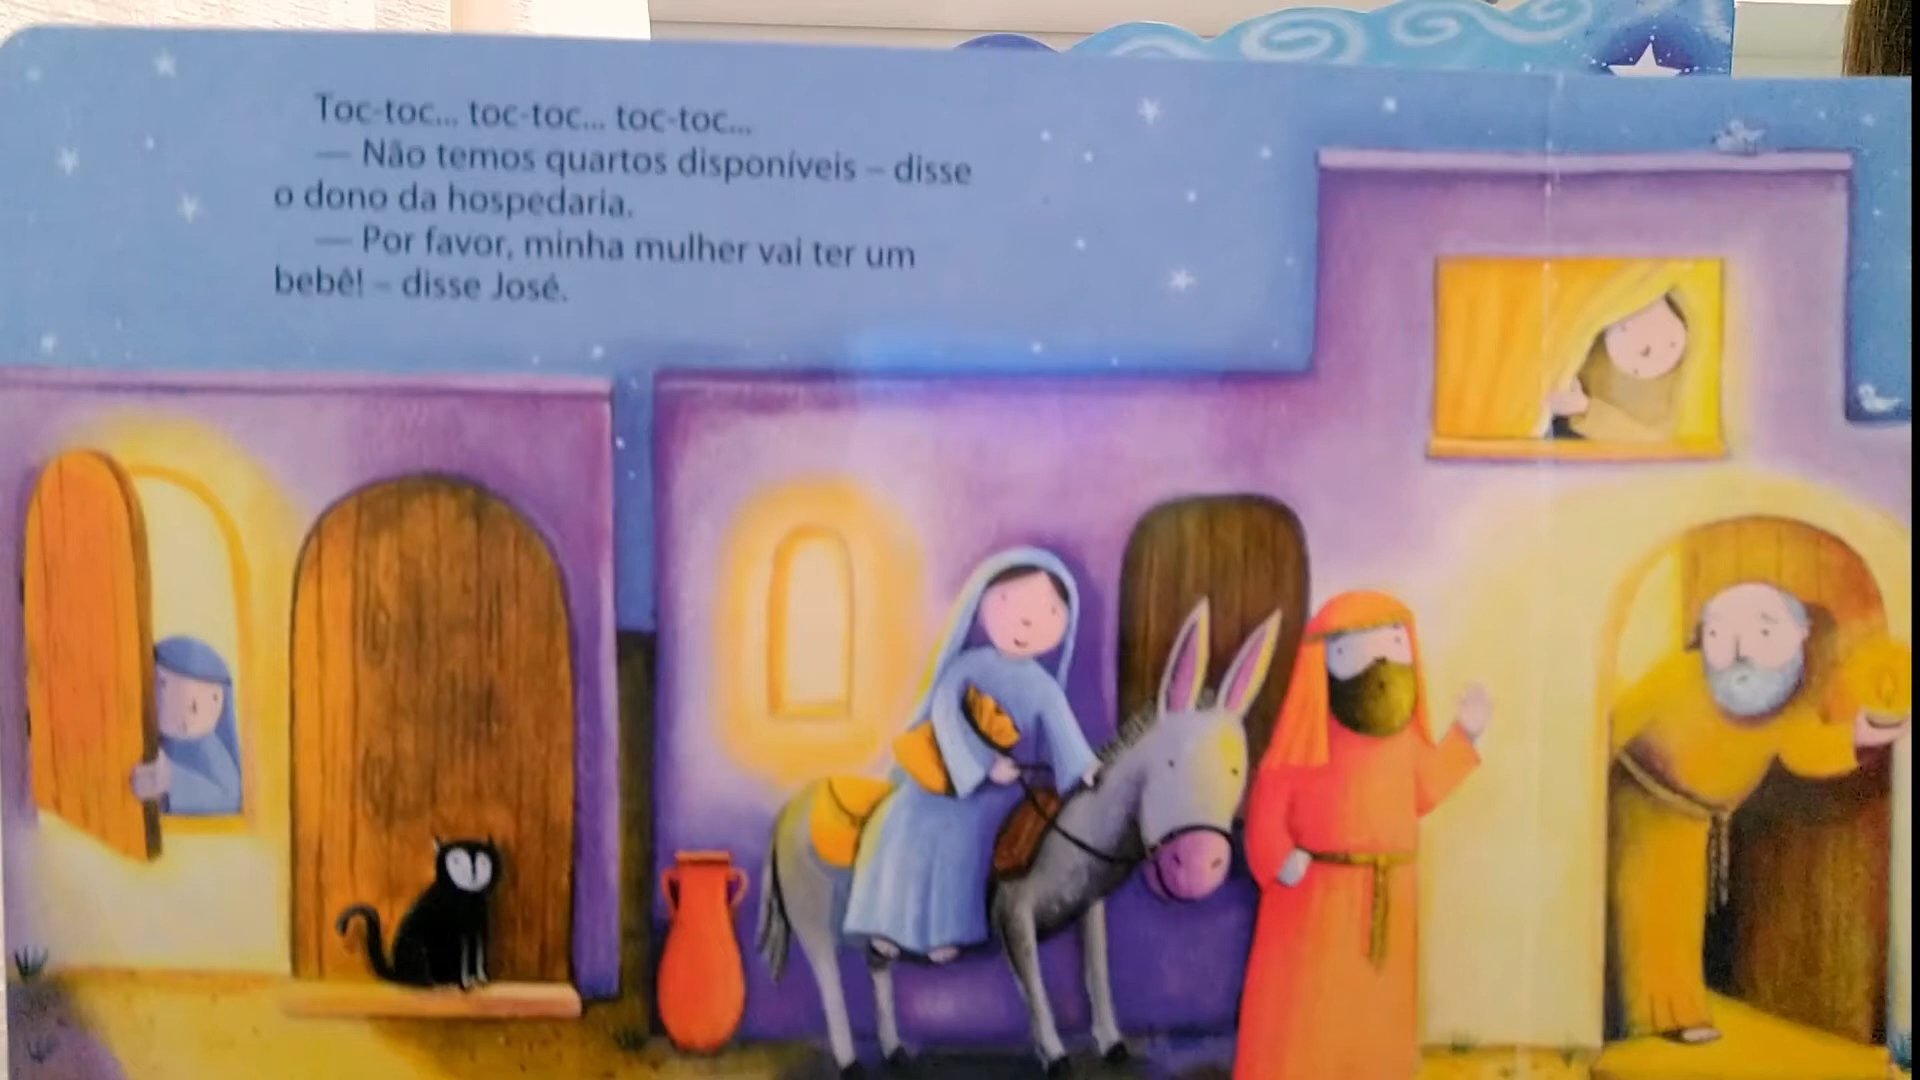 Toc-toc... toc-toc... toc-toc...
— Não temos quartos disponíveis – disse
o dono da hospedaria.
— Por favor, minha mulher vai ter um
bebê! – disse José.